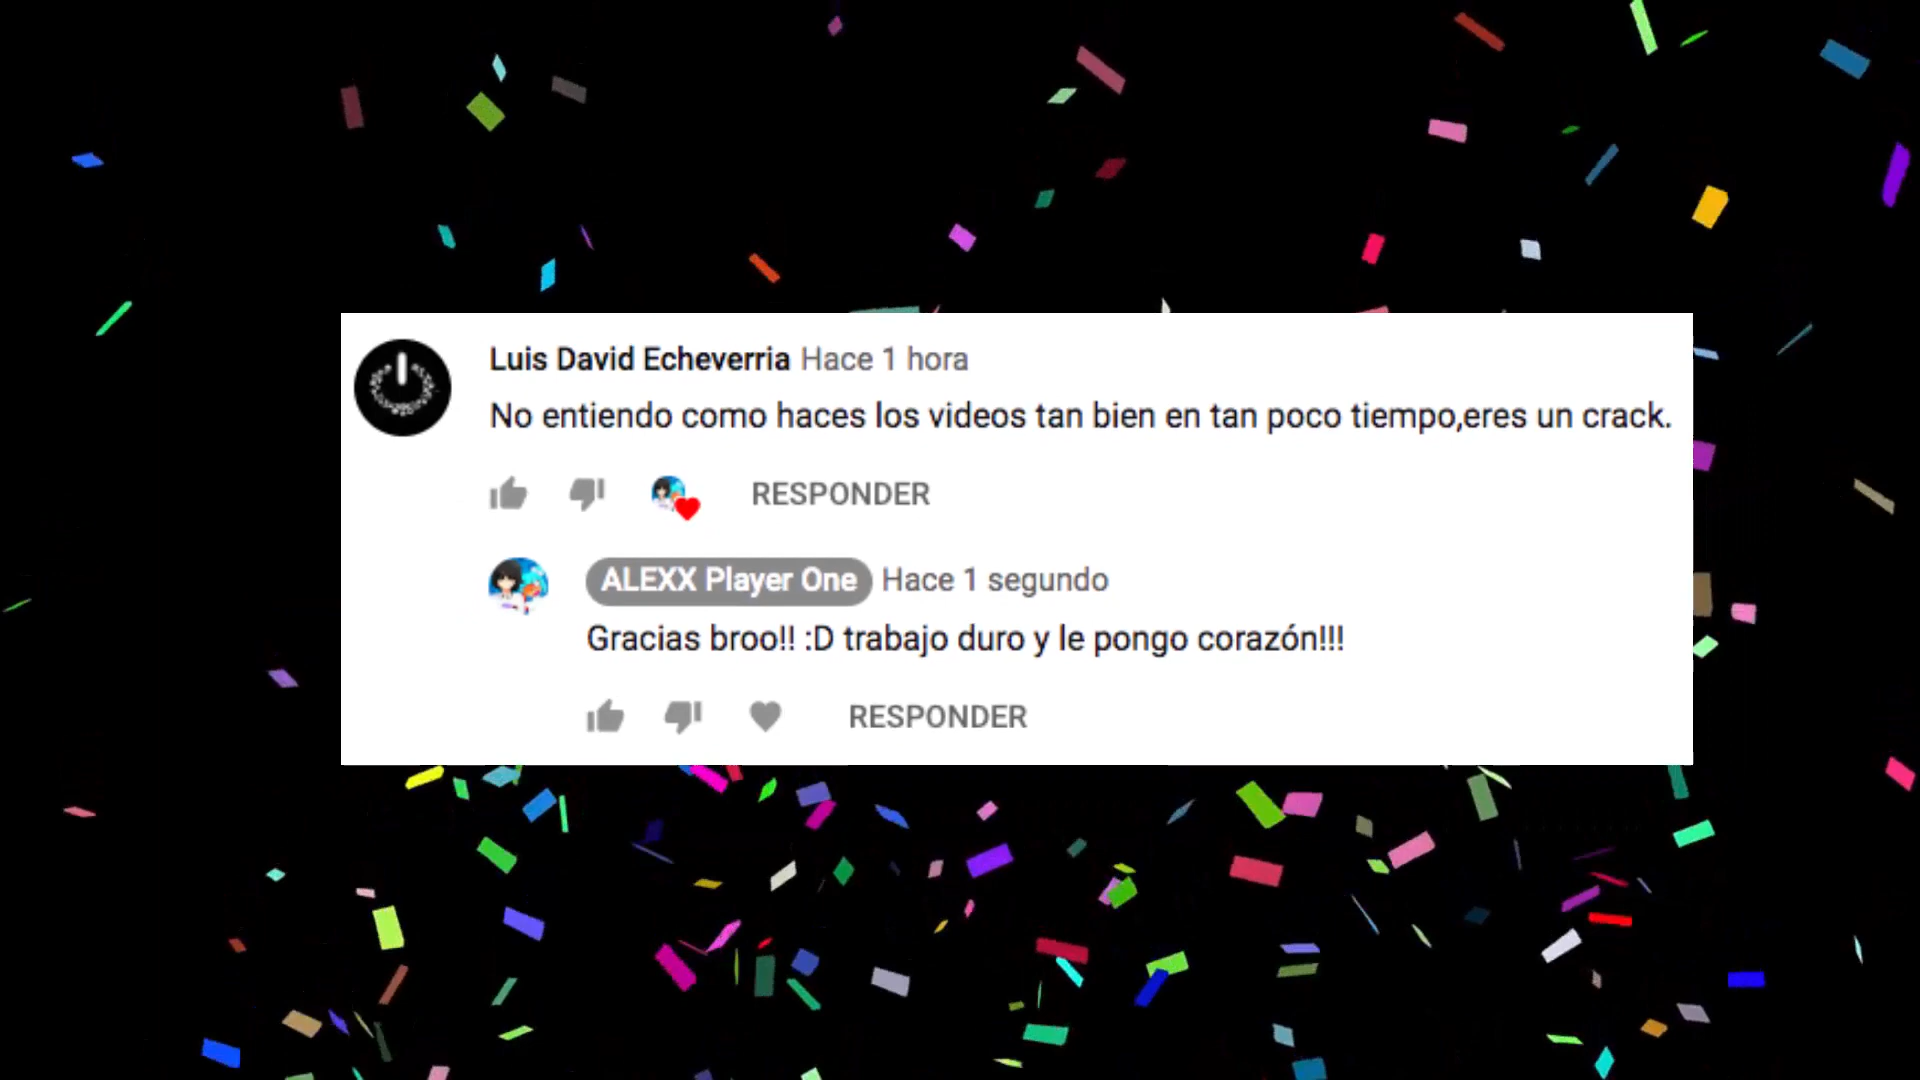 Luis David Echeverria Hace 1 hora
No entiendo como haces los videos tan bien en tan poco tiempo,eres un crack.
RESPONDER
ALEXX Player One Hace 1 segundo
Gracias broo!! :D trabajo duro y le pongo corazón!!!
RESPONDER